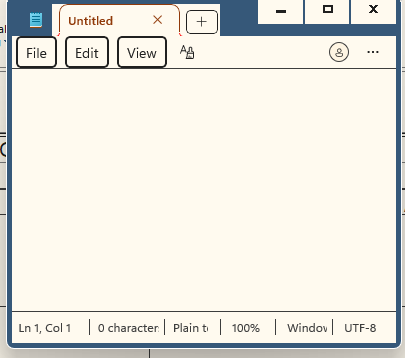 Untitled
File Edit View
Ln 1, Col 1 0 character Plain t 100% Window UTF-8